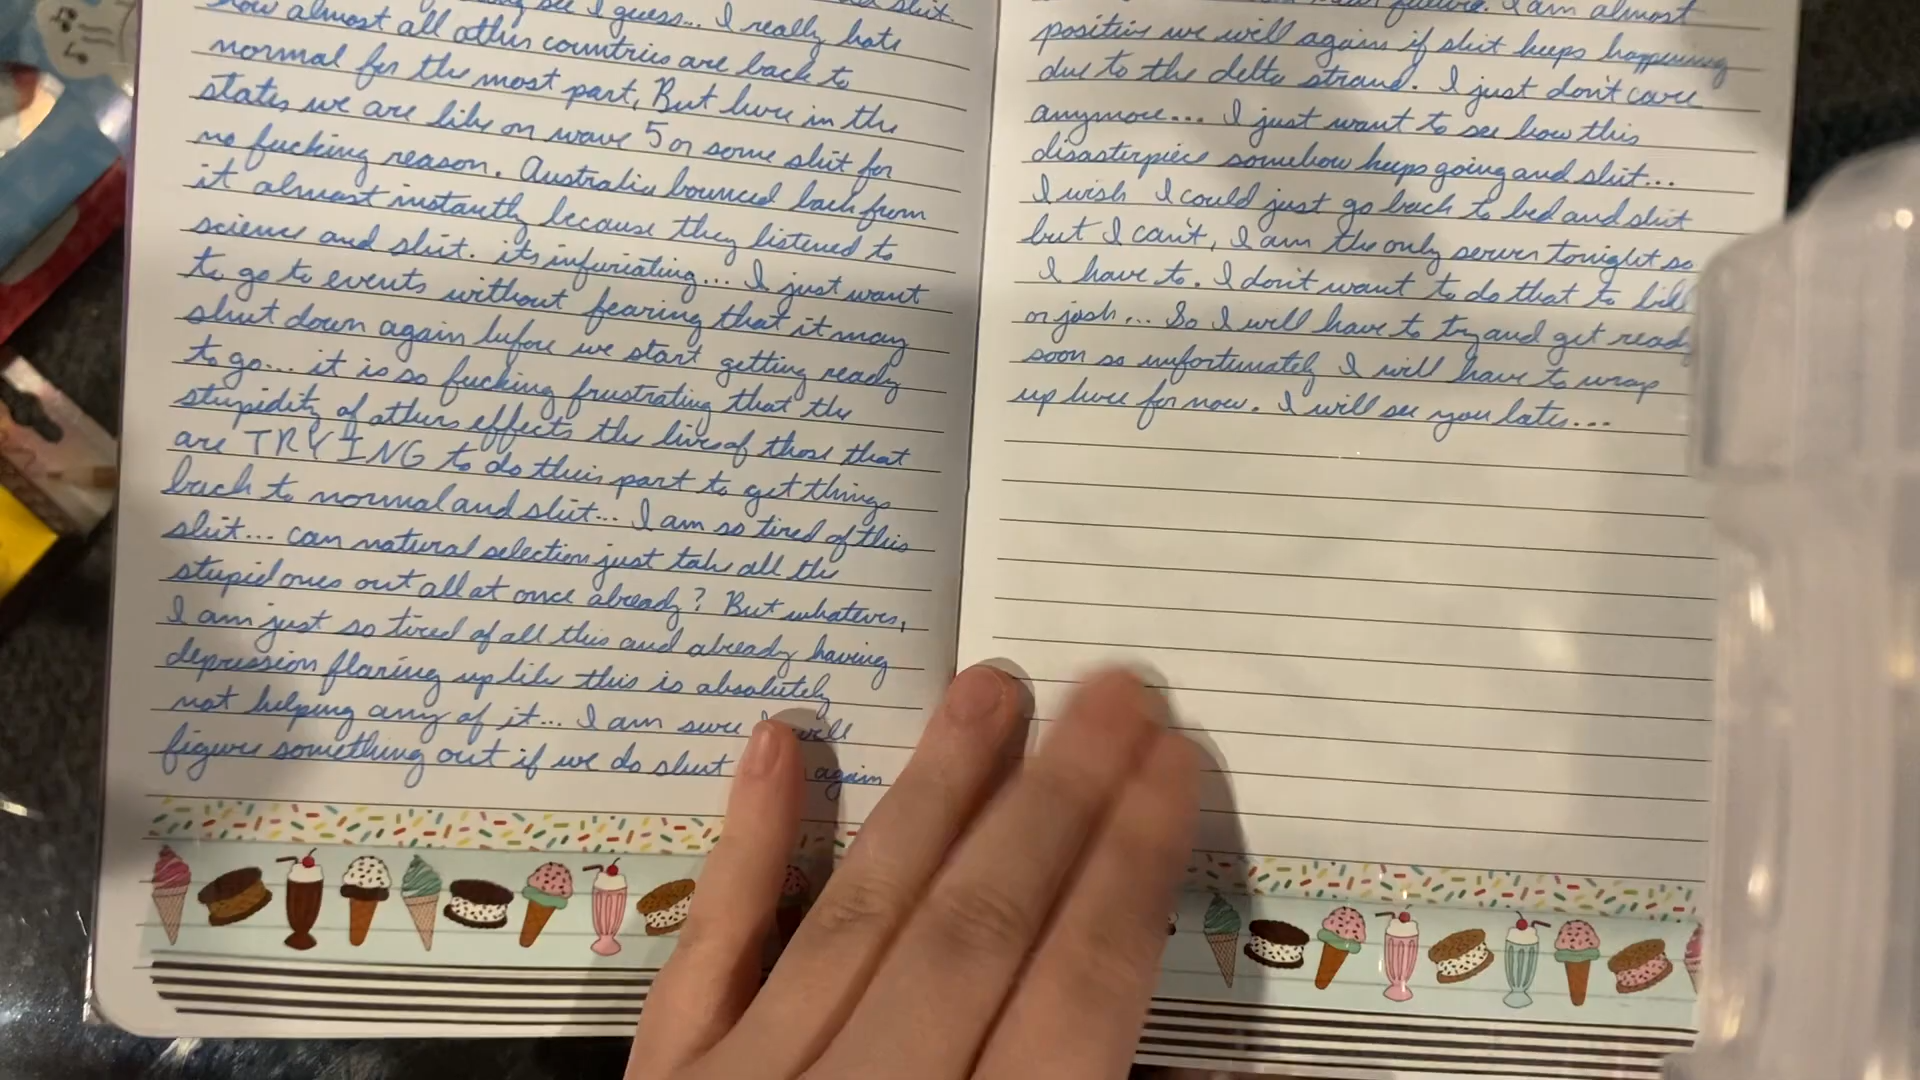 see I guess... I really hate
how almost all other countries are back to
normal for the most part, But here in the
states we are like on wave 5 or some shit for
no fucking reason. Australia bounced back from
it almost instantly because they listened to
science and shit. its infuriating... I just want
to go to events without fearing that it may
shut down again before we start getting ready
to go... it is so fucking frustrating that the
stupidity of others effects the lives of those that
are TRYING to do their part to get things
back to normal and shit... I am so tired of this
shit... can natural selection just take all the
stupid ones out all at once already? But whatever,
I am just so tired of all this and already having
depression flaring up like this is absolutely
not helping any of it... I am sure I will
figure something out if we do shut again
future. I am almost
positive we will again if shit keeps happening
due to the delta strand. I just don't care
anymore... I just want to see how this
disasterpiece somehow keeps going and shit...
I wish I could just go back to bed and shit
but I can't, I am the only server tonight so
I have to. I don't want to do that to bill
or josh... So I will have to try and get ready
soon so unfortunately I will have to wrap
up here for now. I will see you later...